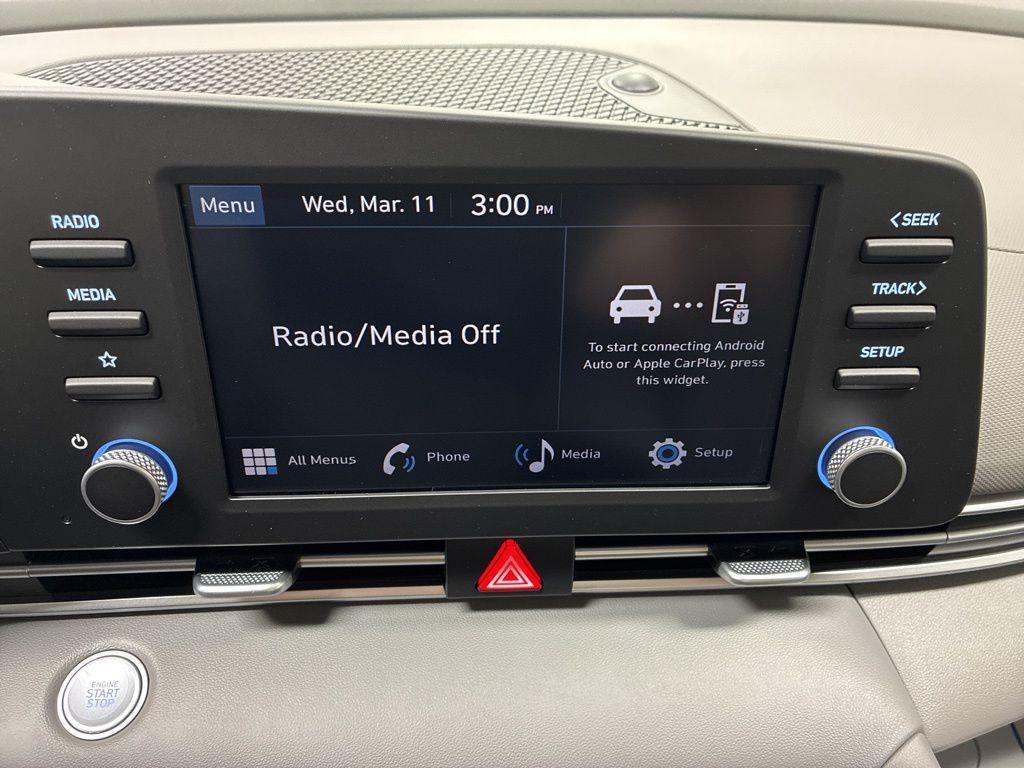 RADIO
MEDIA
Menu
Wed, Mar. 11
3:00 PM
Radio/Media Off
To start connecting Android
Auto or Apple CarPlay, press
this widget.
All Menus
Phone
Media
Setup
<SEEK
TRACK>
SETUP
ENGINE
START
STOP